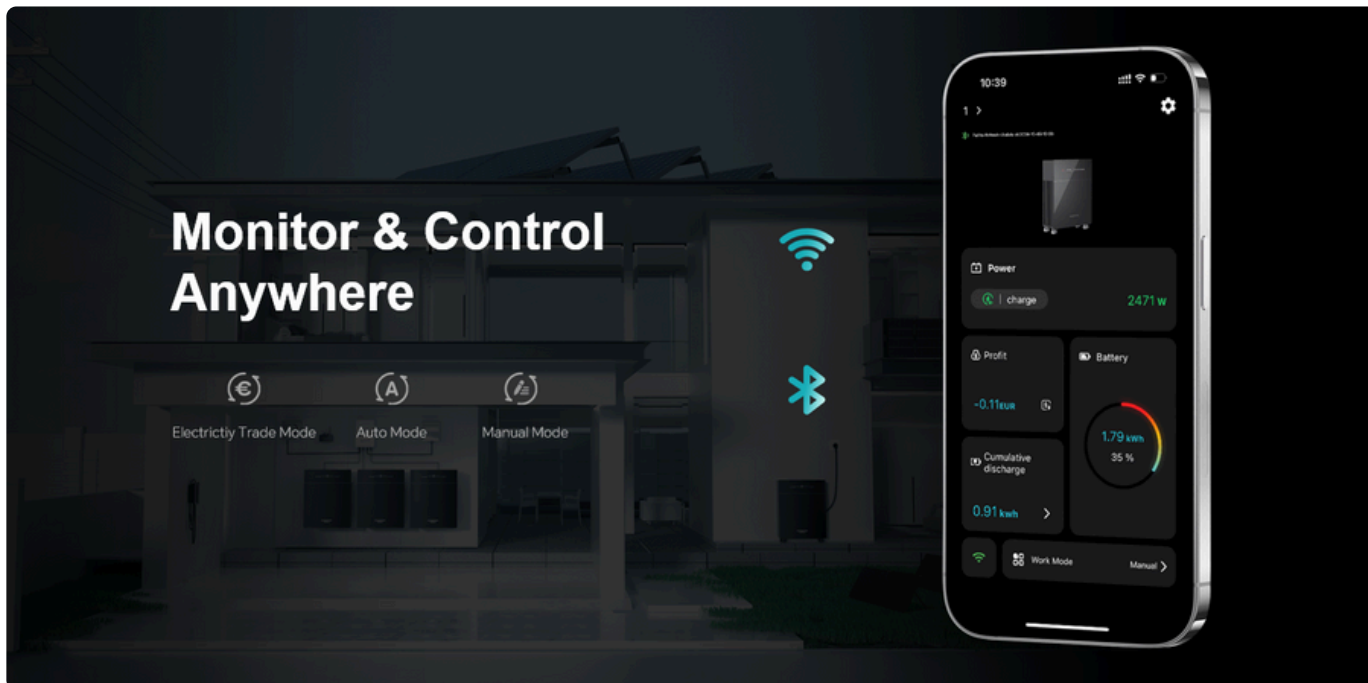 Monitor & Control
Anywhere
€
A
Electrictiy Trade Mode
Auto Mode
Manual Mode
10:39
1 >
Power
charge
2471 w
Profit
-0.11EUR
Battery
1.79 kwh
35 %
Cumulative
discharge
0.91 kwh
Work Mode
Manual